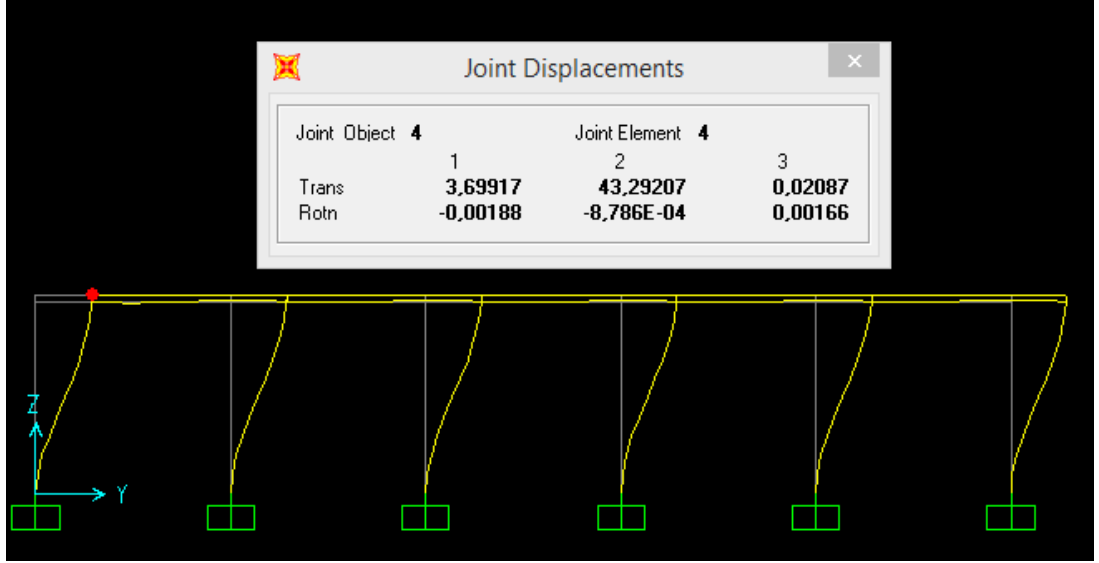 Joint Displacements
×
Joint Object 4 Joint Element 4
1 2 3
Trans 3,69917 43,29207 0,02087
Rotn -0,00188 -8,786E-04 0,00166
Z
Y